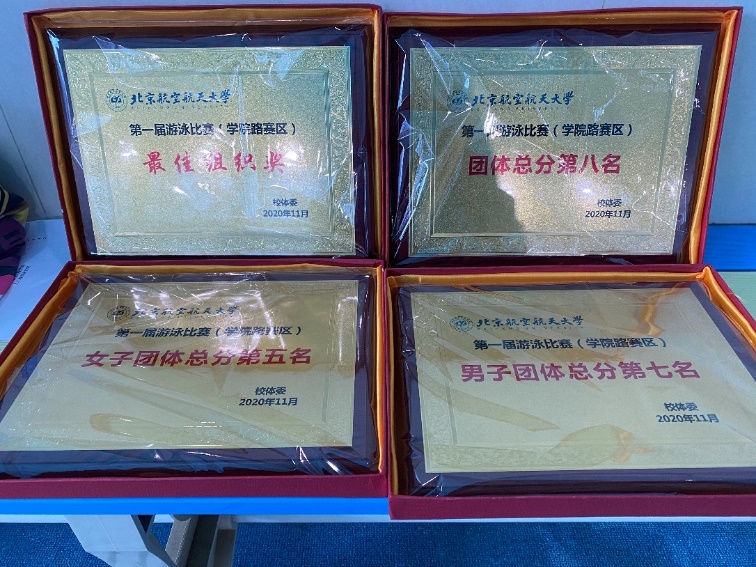 北京航空航天大学
第一届游泳比赛（学院路赛区）
最佳组织奖
校体委
2020年11月
北京航空航天大学
第一届游泳比赛（学院路赛区）
团体总分第八名
校体委
2020年11月
北京航空航天大学
第一届游泳比赛（学院路赛区）
女子团体总分第五名
校体委
2020年11月
北京航空航天大学
第一届游泳比赛（学院路赛区）
男子团体总分第七名
校体委
2020年11月